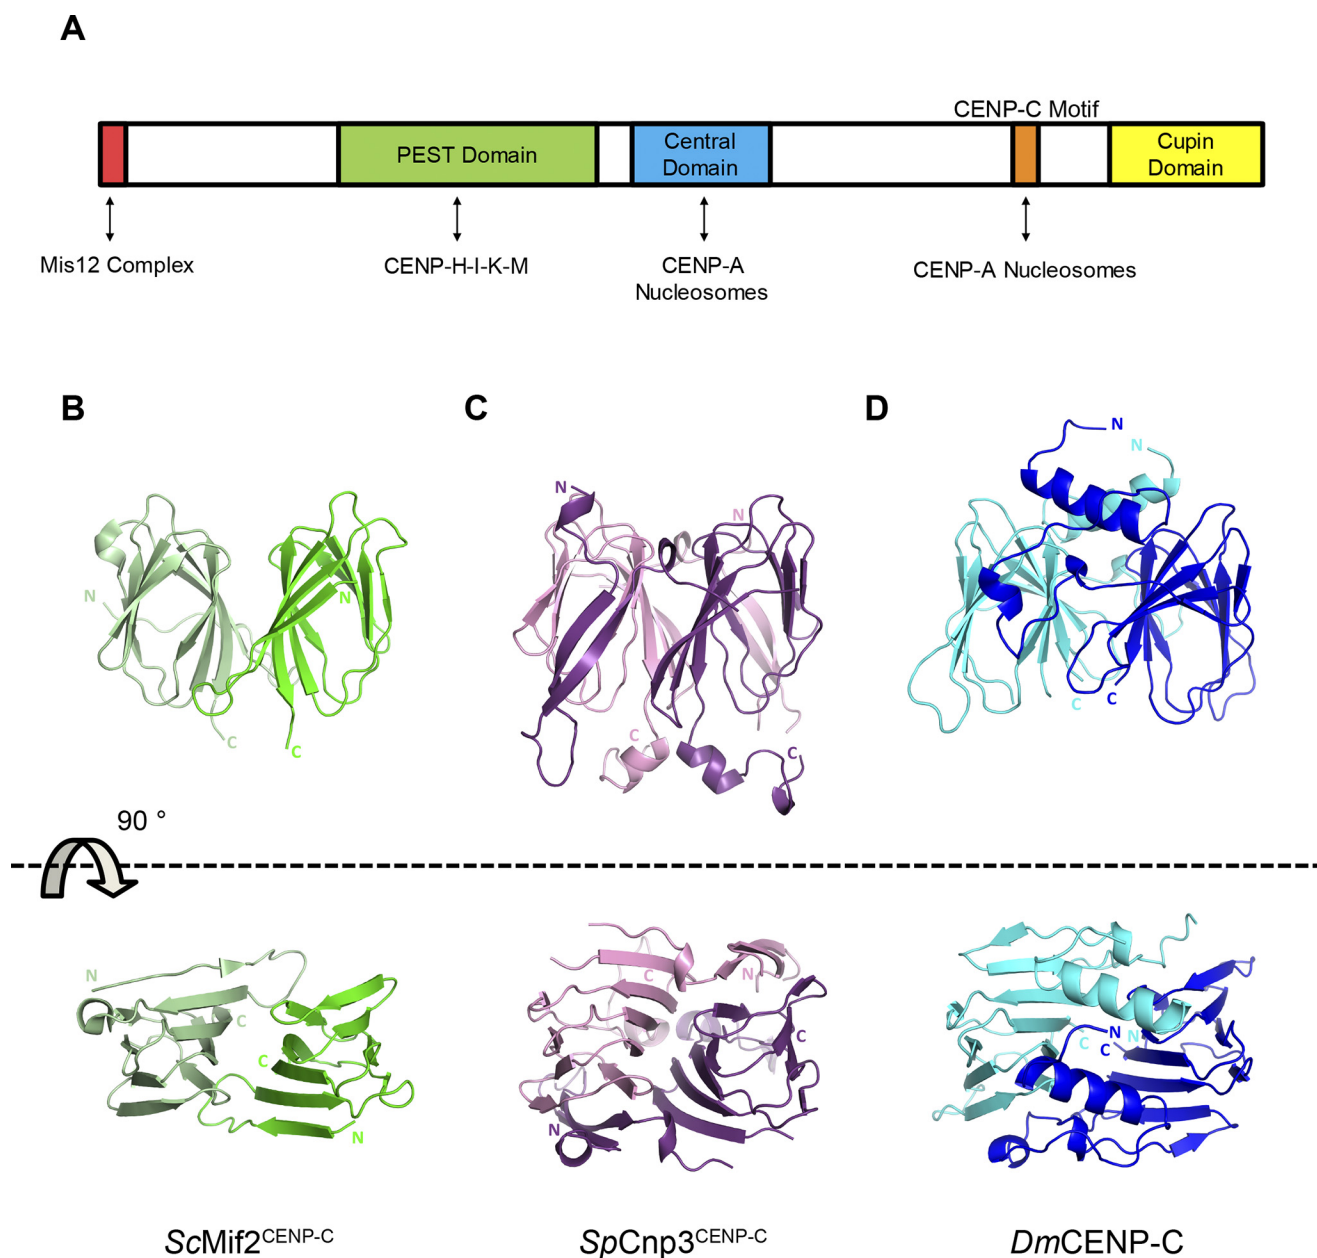 A
CENP-C Motif
PEST Domain
Central
Domain
Cupin
Domain
Mis12 Complex
CENP-H-I-K-M
CENP-A
Nucleosomes
CENP-A Nucleosomes
B
C
D
N
N
C
C
N
N
C
C
N
N
C
C
90 °
N
C
C
N
C
N
C
N
N
C
N
C
ScMif2CENP-C
SpCnp3CENP-C
DmCENP-C